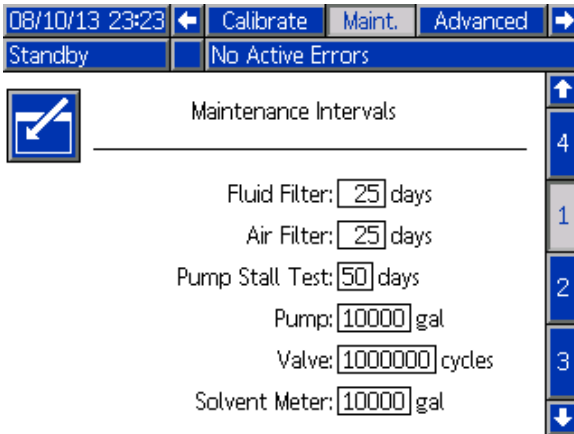 08/10/13 23:23 Calibrate Maint. Advanced
Standby No Active Errors
Maintenance Intervals
4
Fluid Filter: 25 days
1
Air Filter: 25 days
Pump Stall Test: 50 days
2
Pump: 10000 gal
Valve: 1000000 cycles
3
Solvent Meter: 10000 gal